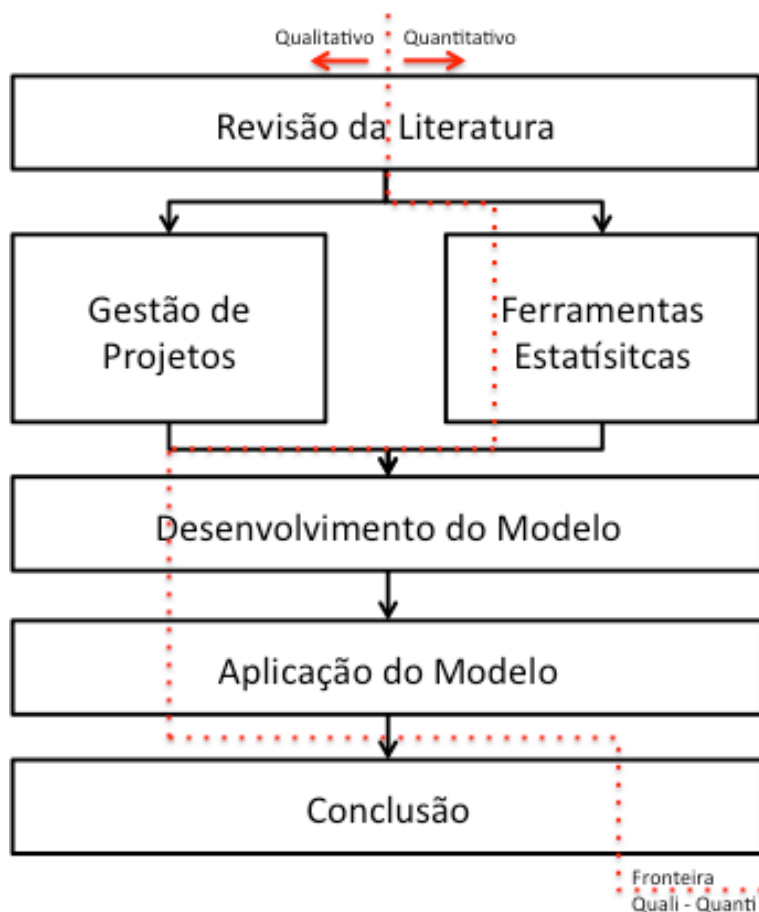 Qualitativo Quantitativo
Revisão da Literatura
Gestão de
Projetos
Ferramentas
Estatísitcas
Desenvolvimento do Modelo
Aplicação do Modelo
Conclusão
Fronteira
Quali - Quanti